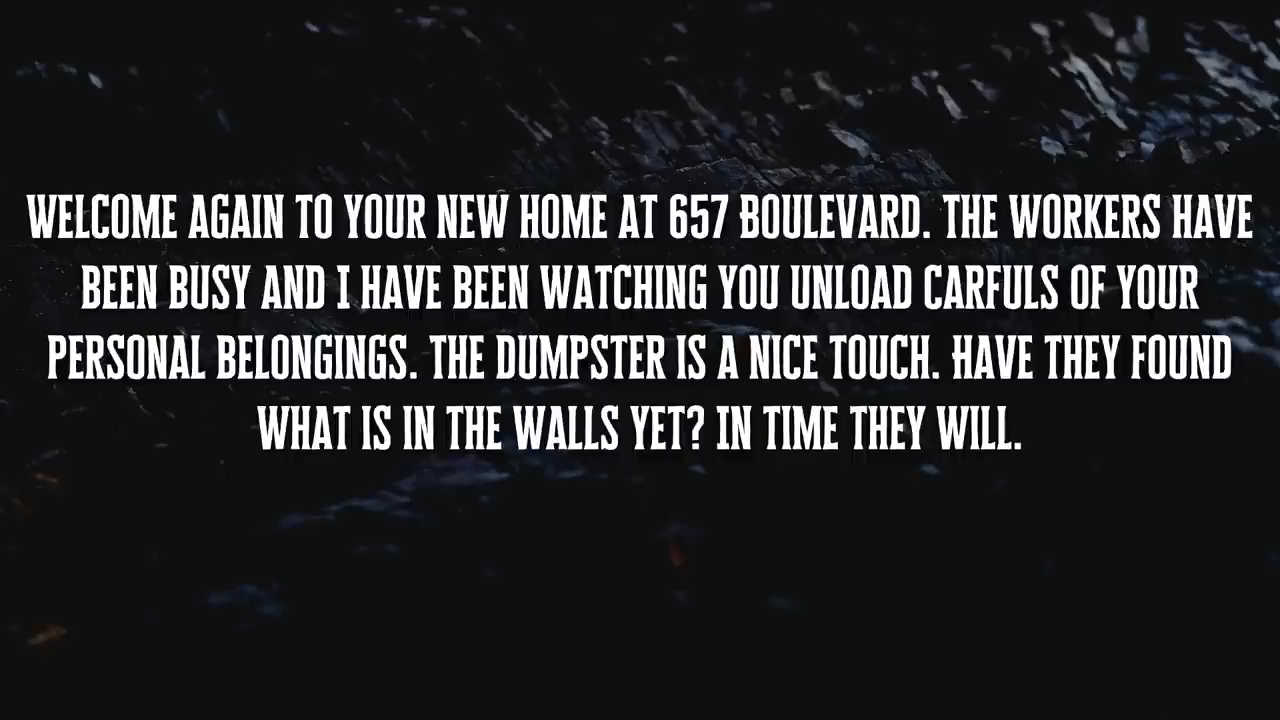 WELCOME AGAIN TO YOUR NEW HOME AT 657 BOULEVARD. THE WORKERS HAVE
BEEN BUSY AND I HAVE BEEN WATCHING YOU UNLOAD CARFULS OF YOUR
PERSONAL BELONGINGS. THE DUMPSTER IS A NICE TOUCH. HAVE THEY FOUND
WHAT IS IN THE WALLS YET? IN TIME THEY WILL.